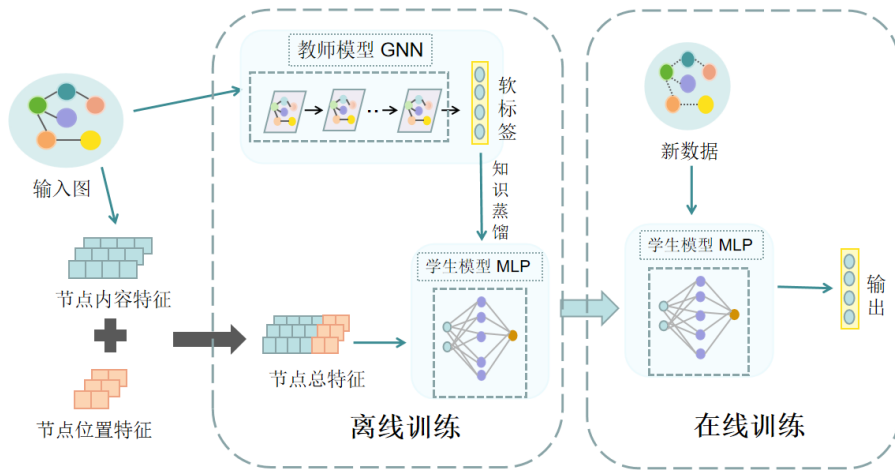 教师模型 GNN
软标签
输入图
知识蒸馏
新数据
学生模型 MLP
学生模型 MLP
节点内容特征
输出
节点总特征
节点位置特征
离线训练
在线训练